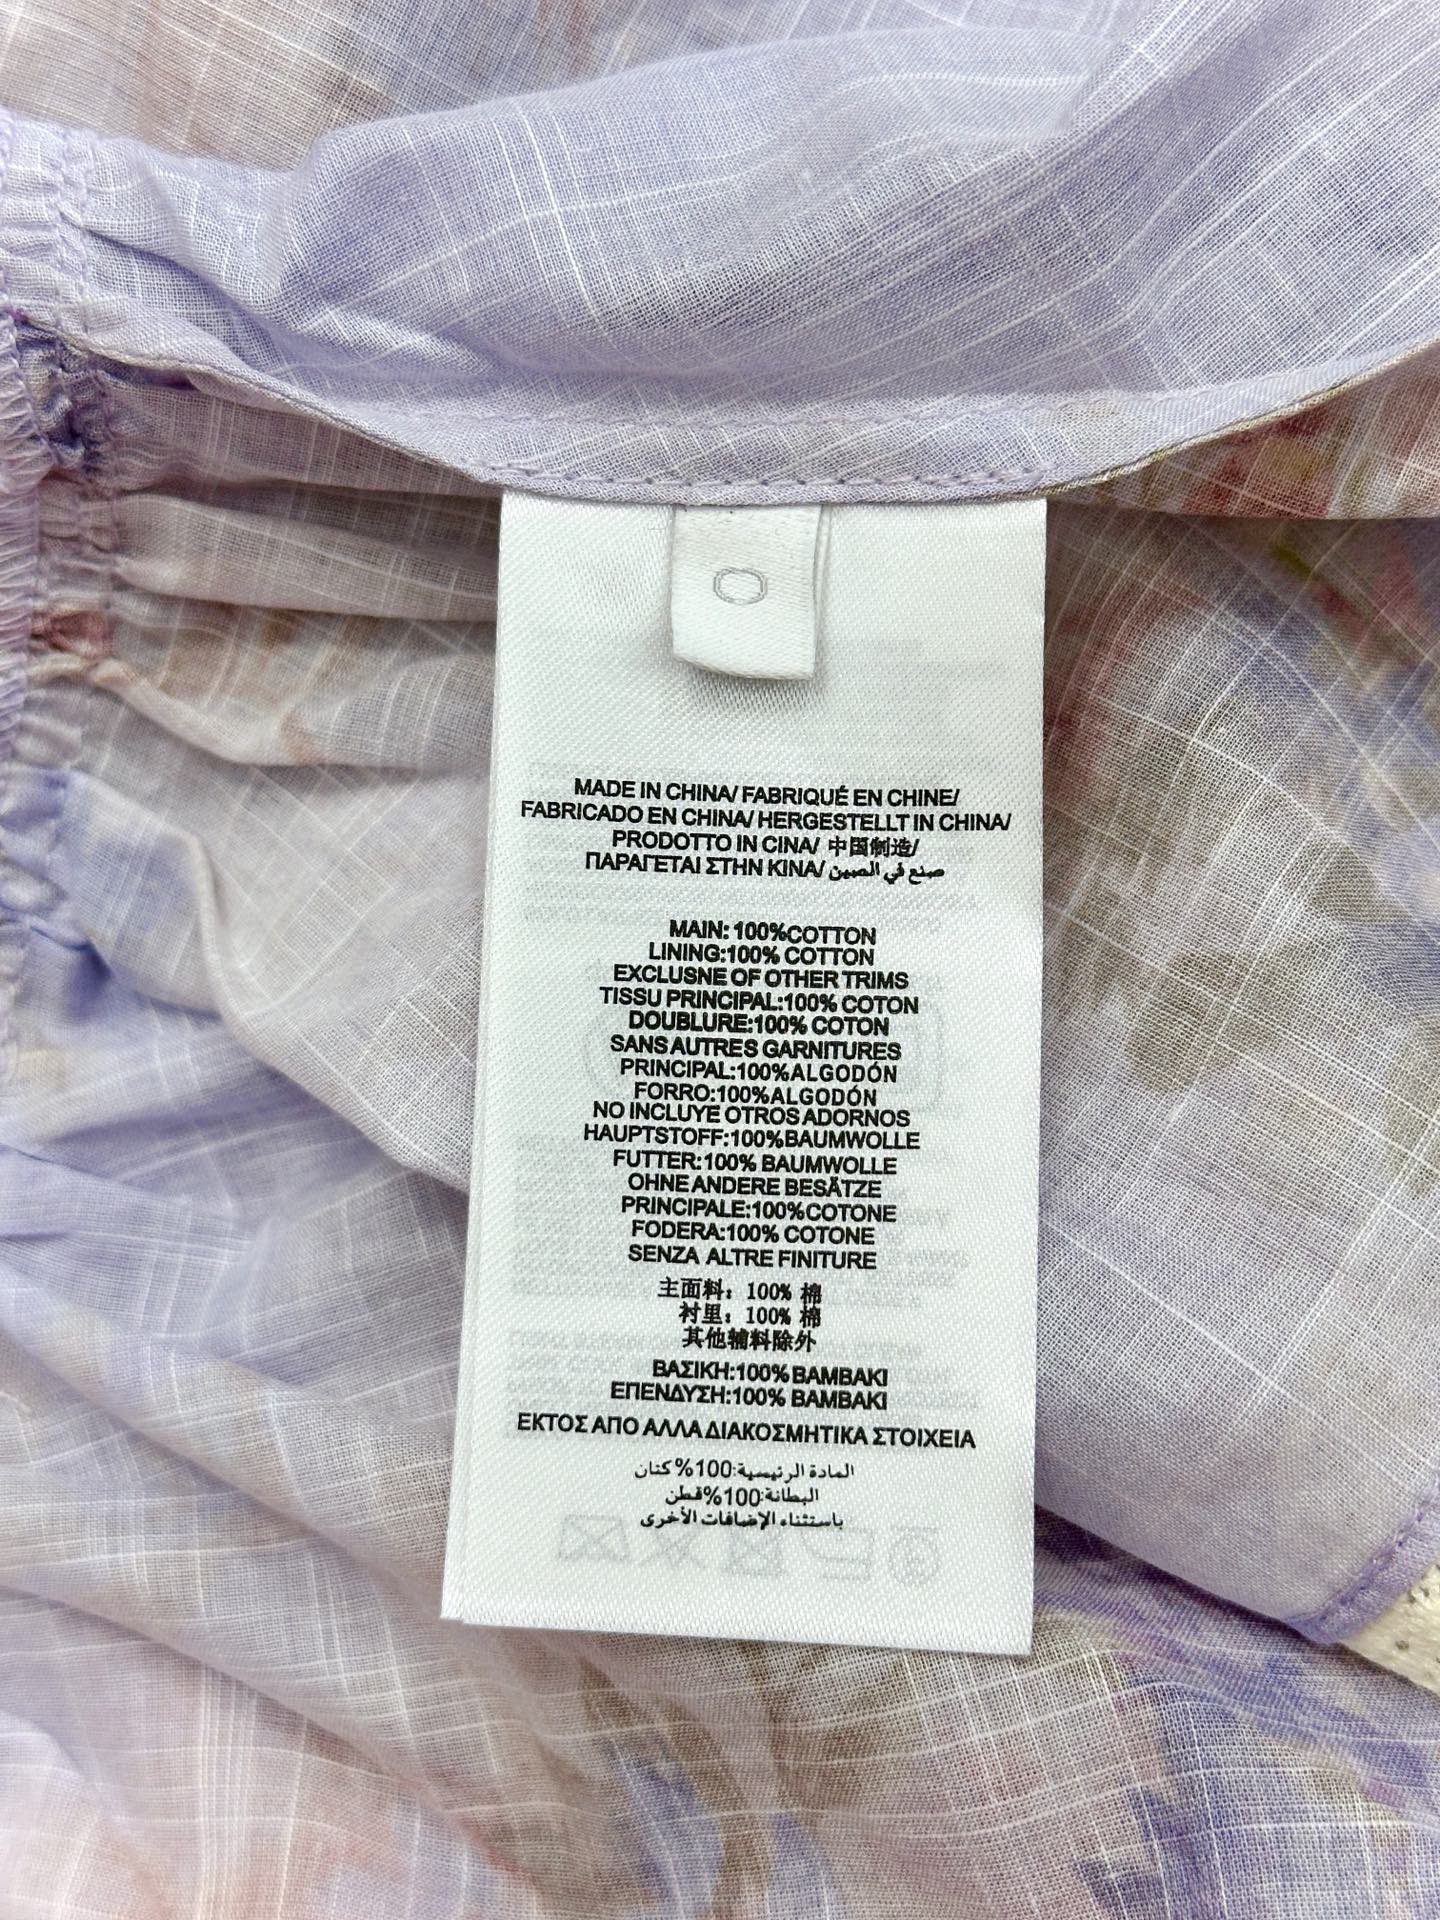 0
MADE IN CHINA/ FABRIQUÉ EN CHINE/
FABRICADO EN CHINA/ HERGESTELLT IN CHINA/
PRODOTTO IN CINA/ 中国制造/
ΠΑΡΑΓΕΤΑΙ ΣΤΗΝ ΚΙΝΑ/ صنع في الصين
MAIN: 100%COTTON
LINING:100% COTTON
EXCLUSNE OF OTHER TRIMS
TISSU PRINCIPAL:100% COTON
DOUBLURE:100% COTON
SANS AUTRES GARNITURES
PRINCIPAL:100%ALGODÓN
FORRO:100%ALGODÓN
NO INCLUYE OTROS ADORNOS
HAUPTSTOFF:100%BAUMWOLLE
FUTTER:100% BAUMWOLLE
OHNE ANDERE BESÄTZE
PRINCIPALE:100%COTONE
FODERA:100% COTONE
SENZA ALTRE FINITURE
主面料：100% 棉
衬里：100% 棉
其他辅料除外
ΒΑΣΙΚΗ:100% ΒΑΜΒΑΚΙ
ΕΠΕΝΔΥΣΗ:100% ΒΑΜΒΑΚΙ
ΕΚΤΟΣ ΑΠΟ ΑΛΛΑ ΔΙΑΚΟΣΜΗΤΙΚΑ ΣΤΟΙΧΕΙΑ
المادة الرئيسية:100%كتان
البطانة:100%قطن
باستثناء الإضافات الأخرى